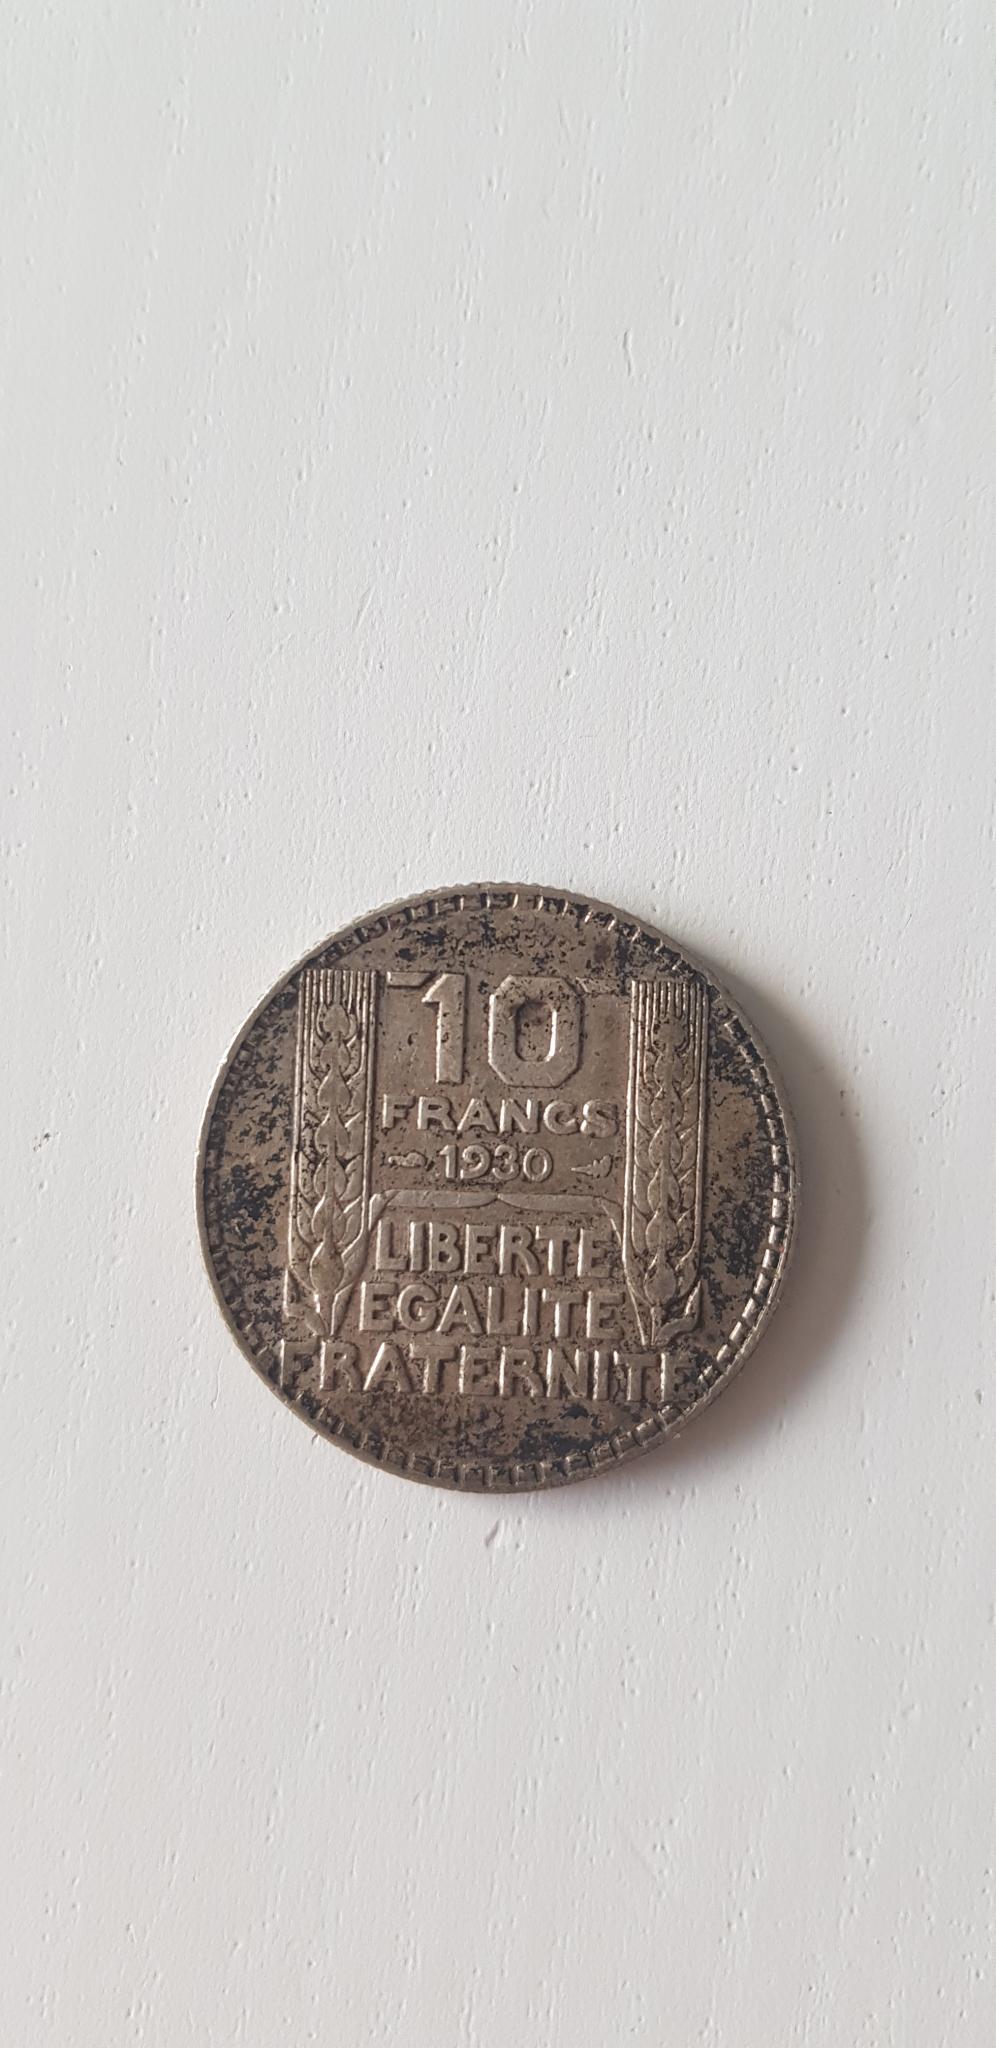 10
FRANCS
1930
LIBERTE
EGALITE
FRATERNITE